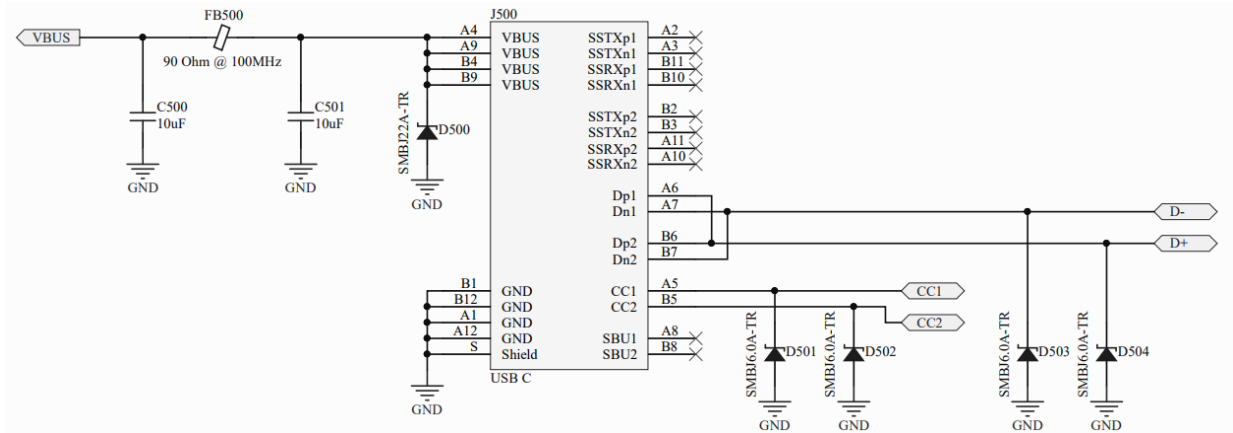 FB500
J500
VBUS
90 Ohm @ 100MHz
C500
10uF
C501
10uF
GND
GND
SMBJ22A-TR
D500
GND
A4 VBUS
A9 VBUS
B4 VBUS
B9 VBUS
SSTXp1 A2
SSTXn1 A3
SSRXp1 B11
SSRXn1 B10
SSTXp2 B2
SSTXn2 B3
SSRXp2 A11
SSRXn2 A10
Dp1 A6
Dn1 A7
D-
Dp2 B6
D+
Dn2 B7
B1 GND
B12 GND
A1 GND
A12 GND
S Shield
CC1 A5
CC1
CC2 B5
CC2
SBU1 A8
SBU2 B8
USB C
GND
SMBJ6.0A-TR
D501
SMBJ6.0A-TR
D502
SMBJ6.0A-TR
D503
SMBJ6.0A-TR
D504
GND
GND
GND
GND